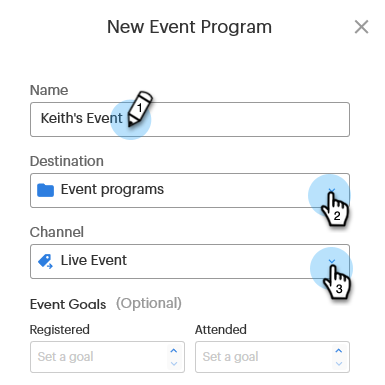 New Event Program
Name
Keith's Event
1
Destination
Event programs
2
Channel
Live Event
3
Event Goals (Optional)
Registered Attended
Set a goal Set a goal